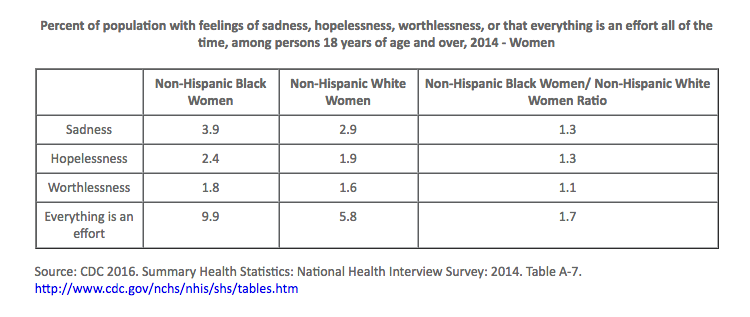 Percent of population with feelings of sadness, hopelessness, worthlessness, or that everything is an effort all of the
time, among persons 18 years of age and over, 2014 - Women
Non-Hispanic Black Women Non-Hispanic White Women Non-Hispanic Black Women/ Non-Hispanic White Women Ratio
Sadness 3.9 2.9 1.3
Hopelessness 2.4 1.9 1.3
Worthlessness 1.8 1.6 1.1
Everything is an effort 9.9 5.8 1.7
Source: CDC 2016. Summary Health Statistics: National Health Interview Survey: 2014. Table A-7.
http://www.cdc.gov/nchs/nhis/shs/tables.htm